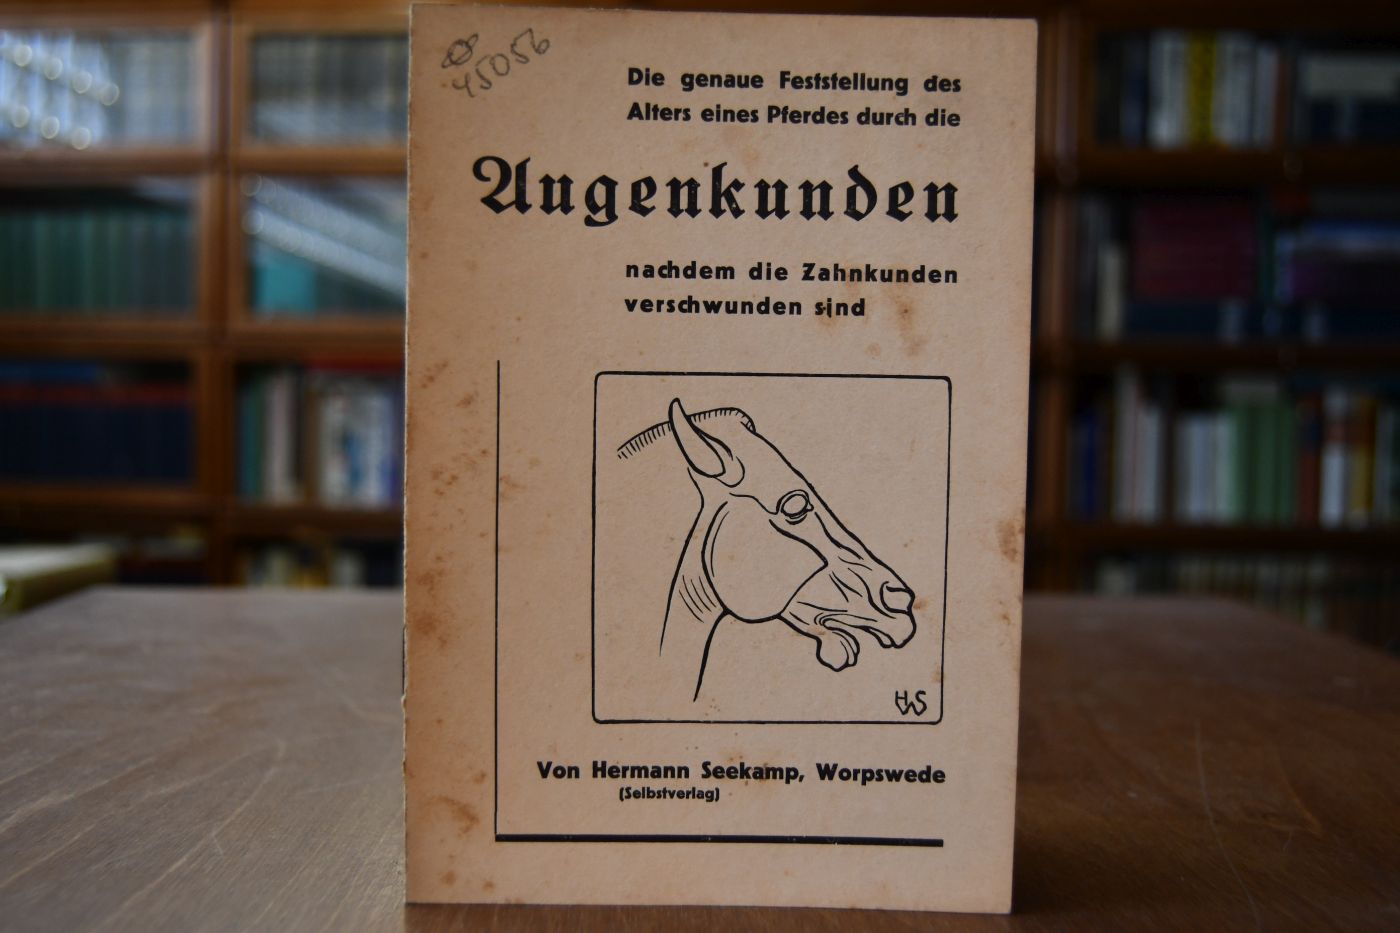 45056
Die genaue Feststellung des
Alters eines Pferdes durch die
Augenkunden
nachdem die Zahnkunden
verschwunden sind
HWS
Von Hermann Seekamp, Worpswede
(Selbstverlag)